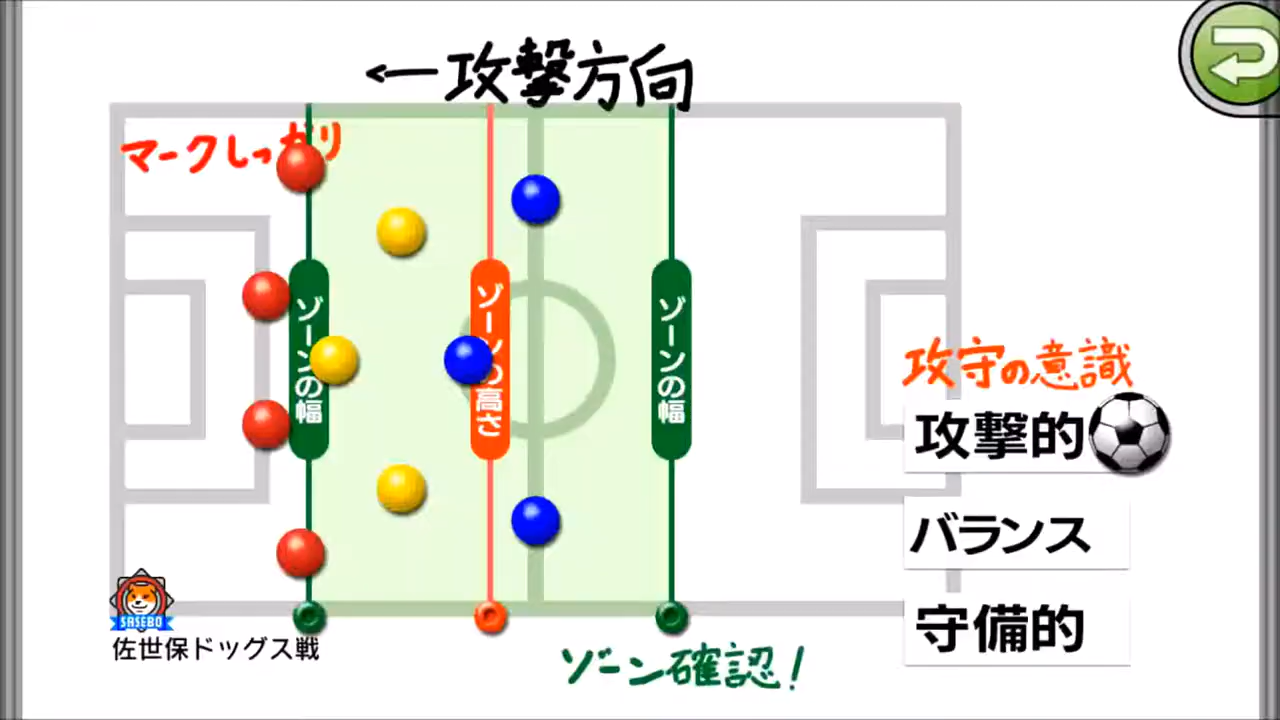 ←攻撃方向
マークしっかり
ゾーンの幅
ゾーンの高さ
ゾーンの幅
攻守の意識
攻撃的
バランス
守備的
SASEBO
佐世保ドッグス戦
ゾーン確認!